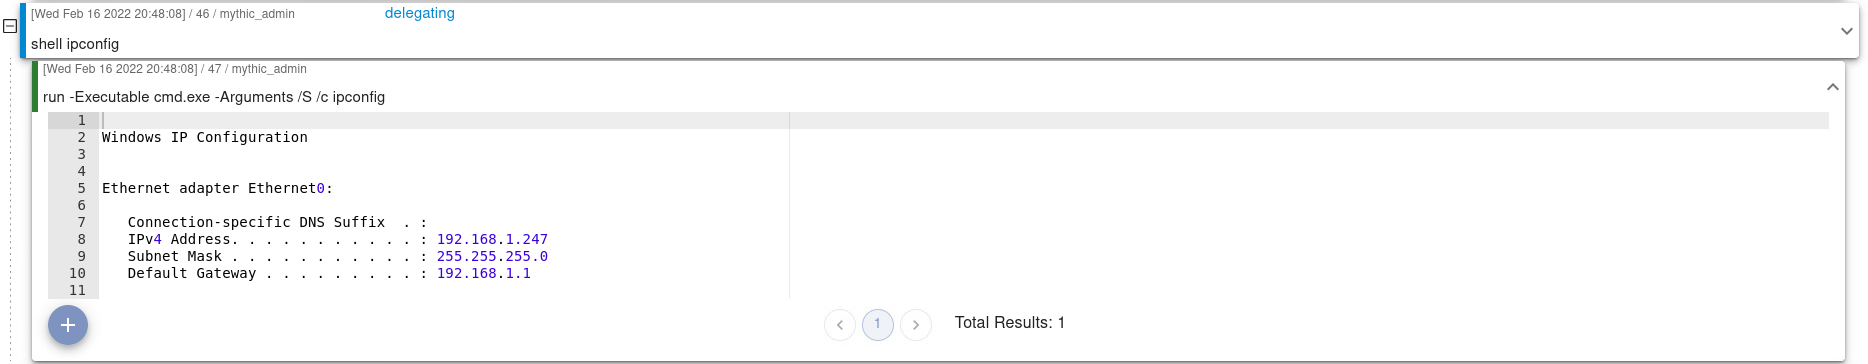 [Wed Feb 16 2022 20:48:08] / 46 / mythic_admin delegating
shell ipconfig
[Wed Feb 16 2022 20:48:08] / 47 / mythic_admin
run -Executable cmd.exe -Arguments /S /c ipconfig
1
2 Windows IP Configuration
3
4
5 Ethernet adapter Ethernet0:
6
7 Connection-specific DNS Suffix . :
8 IPv4 Address. . . . . . . . . . . : 192.168.1.247
9 Subnet Mask . . . . . . . . . . . : 255.255.255.0
10 Default Gateway . . . . . . . . . : 192.168.1.1
11
1 Total Results: 1